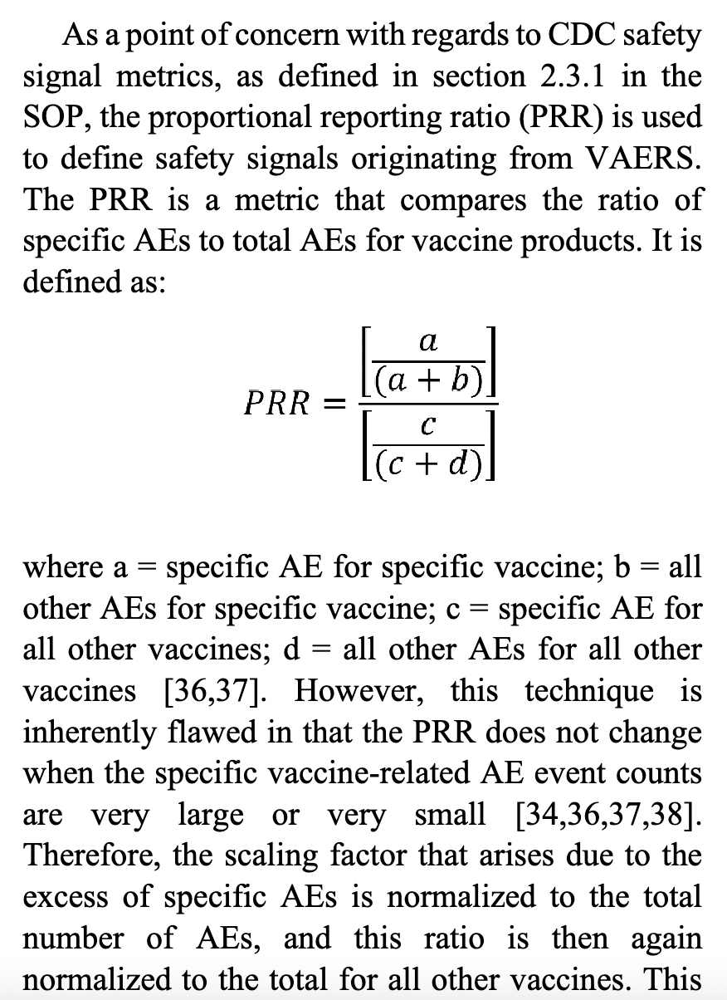 As a point of concern with regards to CDC safety
signal metrics, as defined in section 2.3.1 in the
SOP, the proportional reporting ratio (PRR) is used
to define safety signals originating from VAERS.
The PRR is a metric that compares the ratio of
specific AEs to total AEs for vaccine products. It is
defined as:
PRR = [a/(a + b)] / [c/(c + d)]
where a = specific AE for specific vaccine; b = all
other AEs for specific vaccine; c = specific AE for
all other vaccines; d = all other AEs for all other
vaccines [36,37]. However, this technique is
inherently flawed in that the PRR does not change
when the specific vaccine-related AE event counts
are very large or very small [34,36,37,38].
Therefore, the scaling factor that arises due to the
excess of specific AEs is normalized to the total
number of AEs, and this ratio is then again
normalized to the total for all other vaccines. This